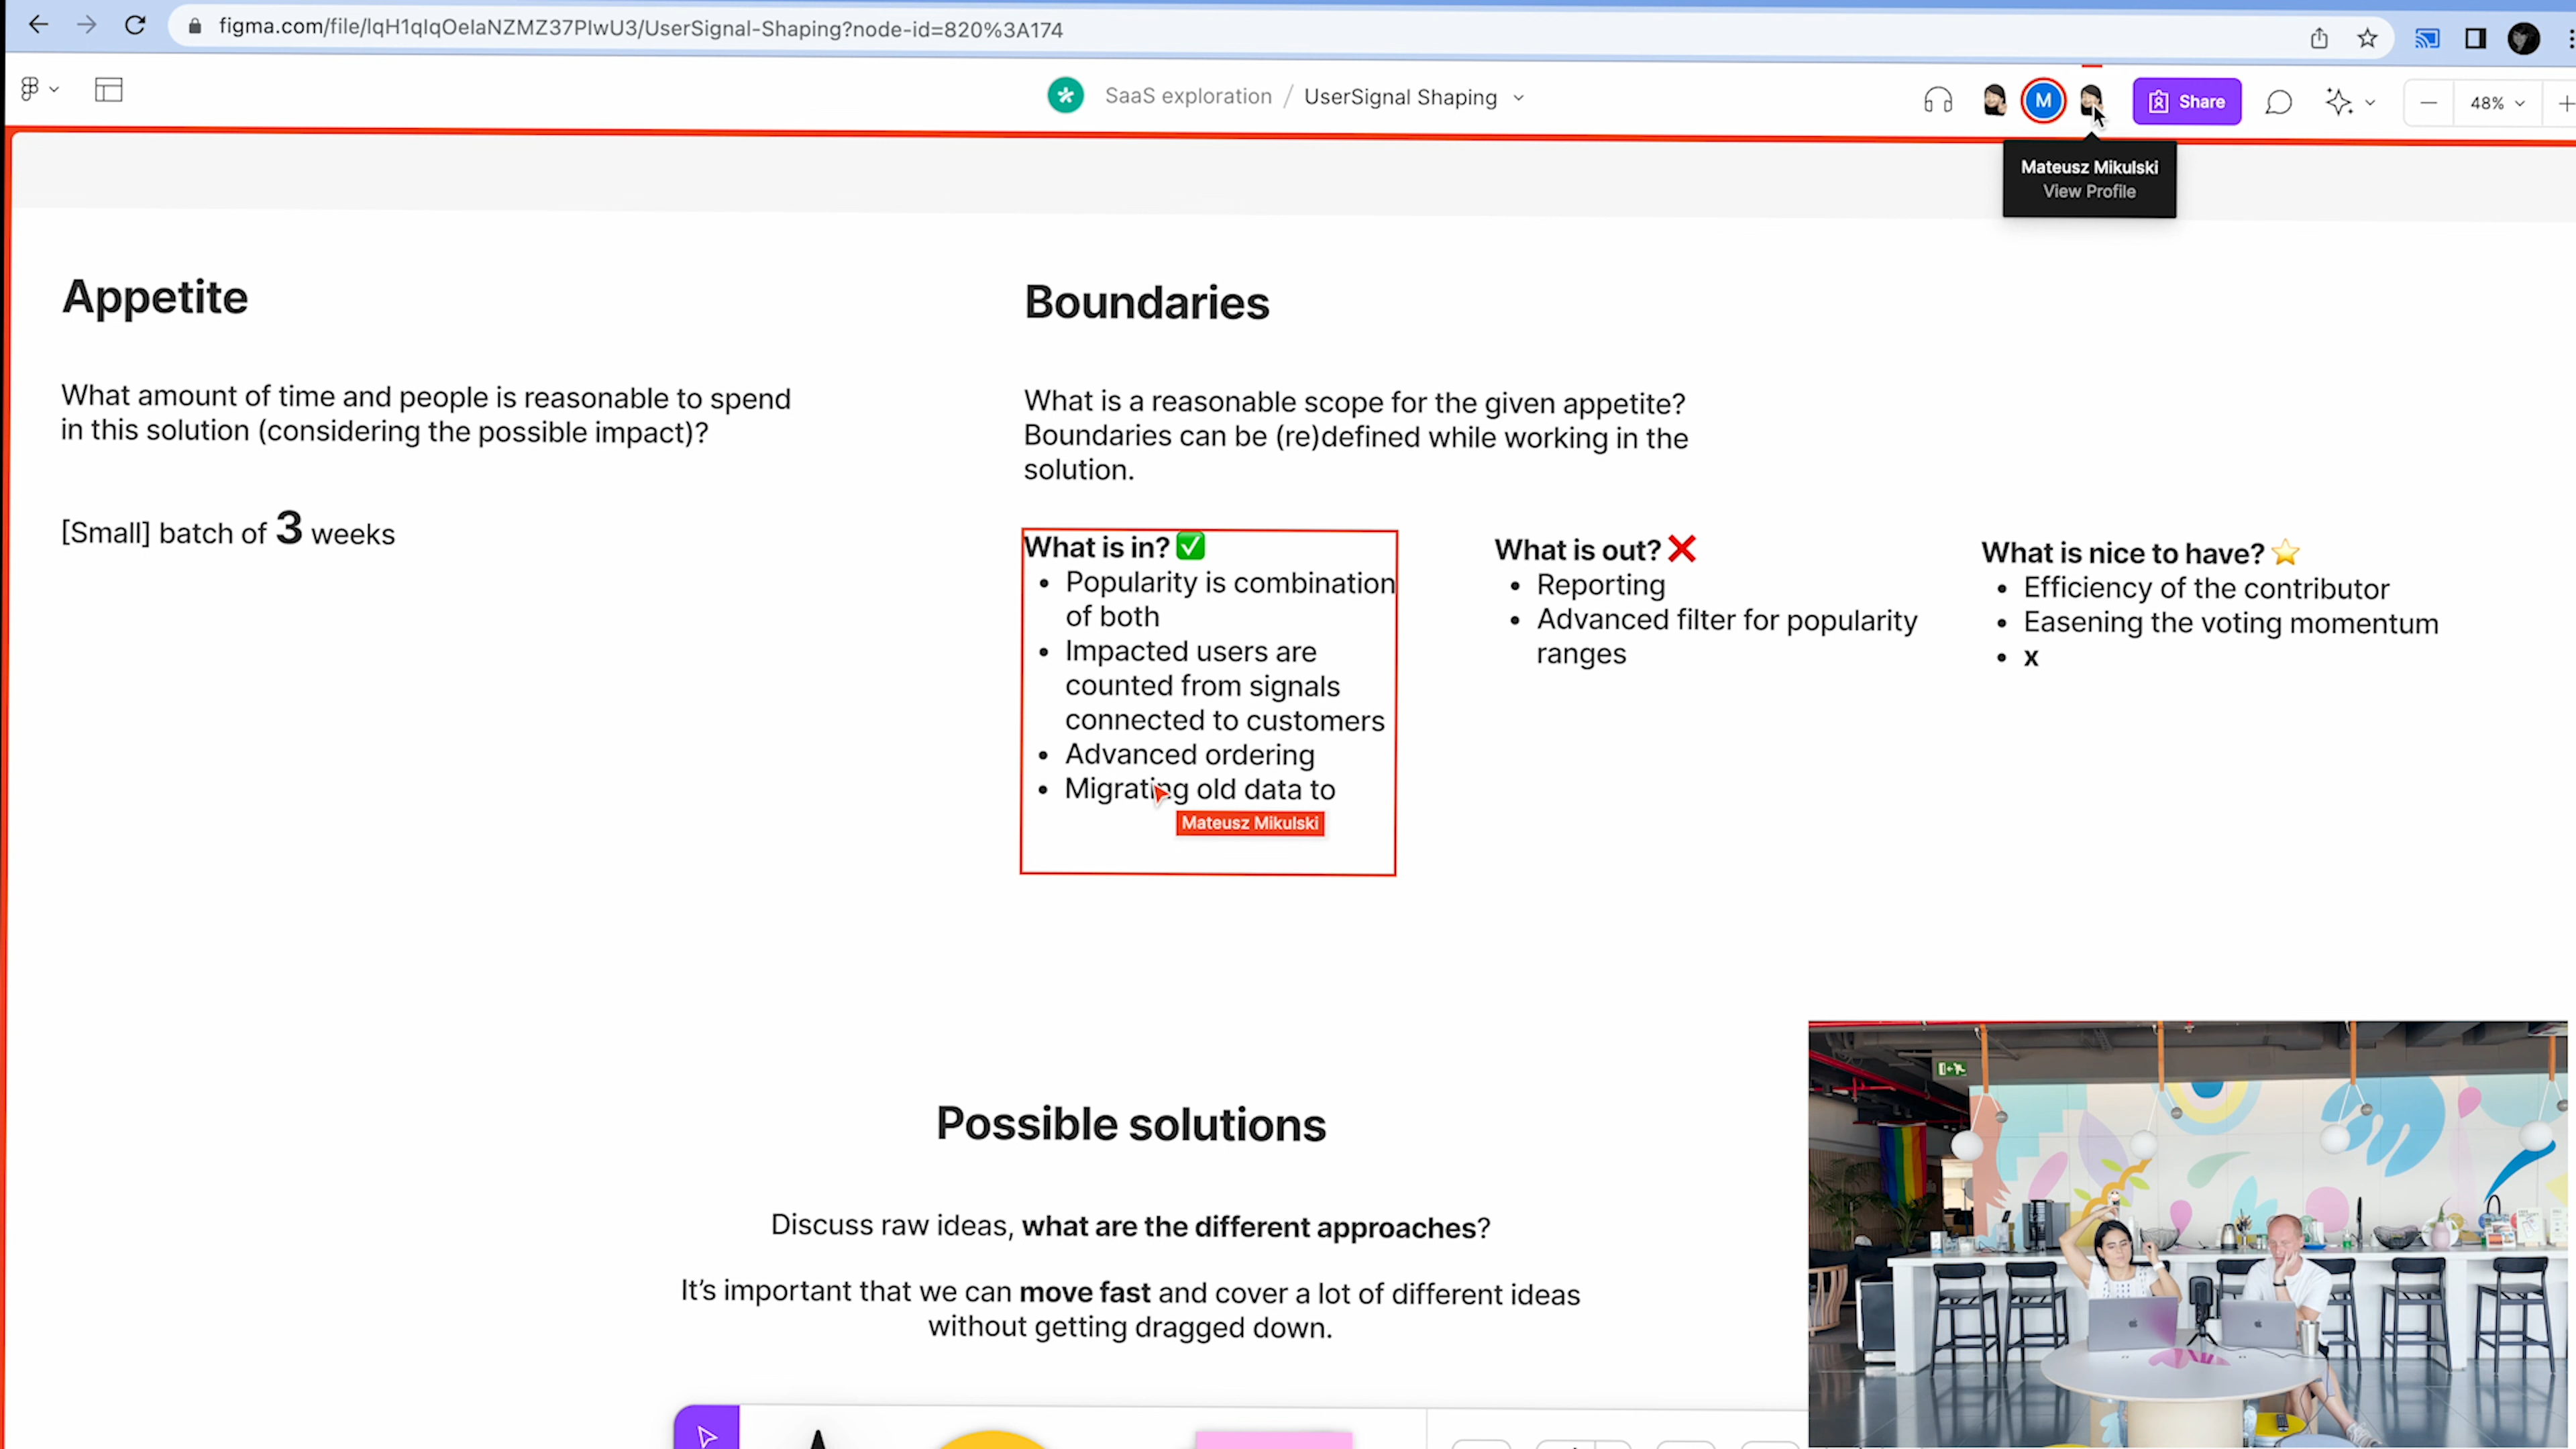 figma.com/file/lqH1qIqOelaNZMZ37PIwU3/UserSignal-Shaping?node-id=820%3A174
SaaS exploration / UserSignal Shaping
M
Share
48%
Mateusz Mikulski
View Profile
Appetite
What amount of time and people is reasonable to spend
in this solution (considering the possible impact)?
[Small] batch of 3 weeks
Boundaries
What is a reasonable scope for the given appetite?
Boundaries can be (re)defined while working in the
solution.
What is in? ✅
• Popularity is combination
of both
• Impacted users are
counted from signals
connected to customers
• Advanced ordering
• Migrating old data to
Mateusz Mikulski
What is out? ❌
• Reporting
• Advanced filter for popularity
ranges
What is nice to have? ⭐
• Efficiency of the contributor
• Easening the voting momentum
• x
Possible solutions
Discuss raw ideas, what are the different approaches?
It’s important that we can move fast and cover a lot of different ideas
without getting dragged down.